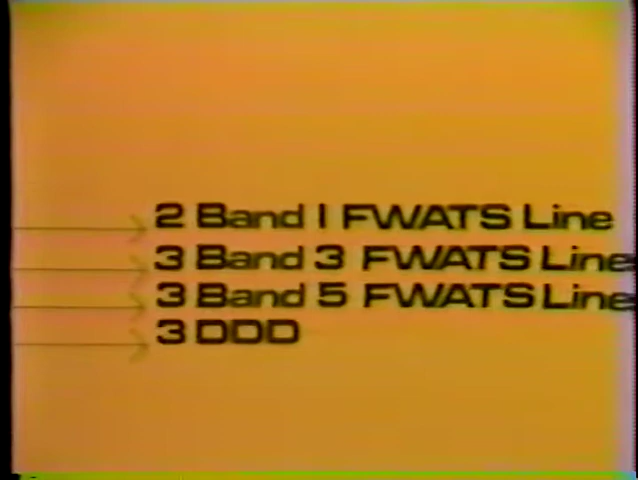 2 Band 1 FWATS Line
3 Band 3 FWATS Line
3 Band 5 FWATS Line
3 DDD